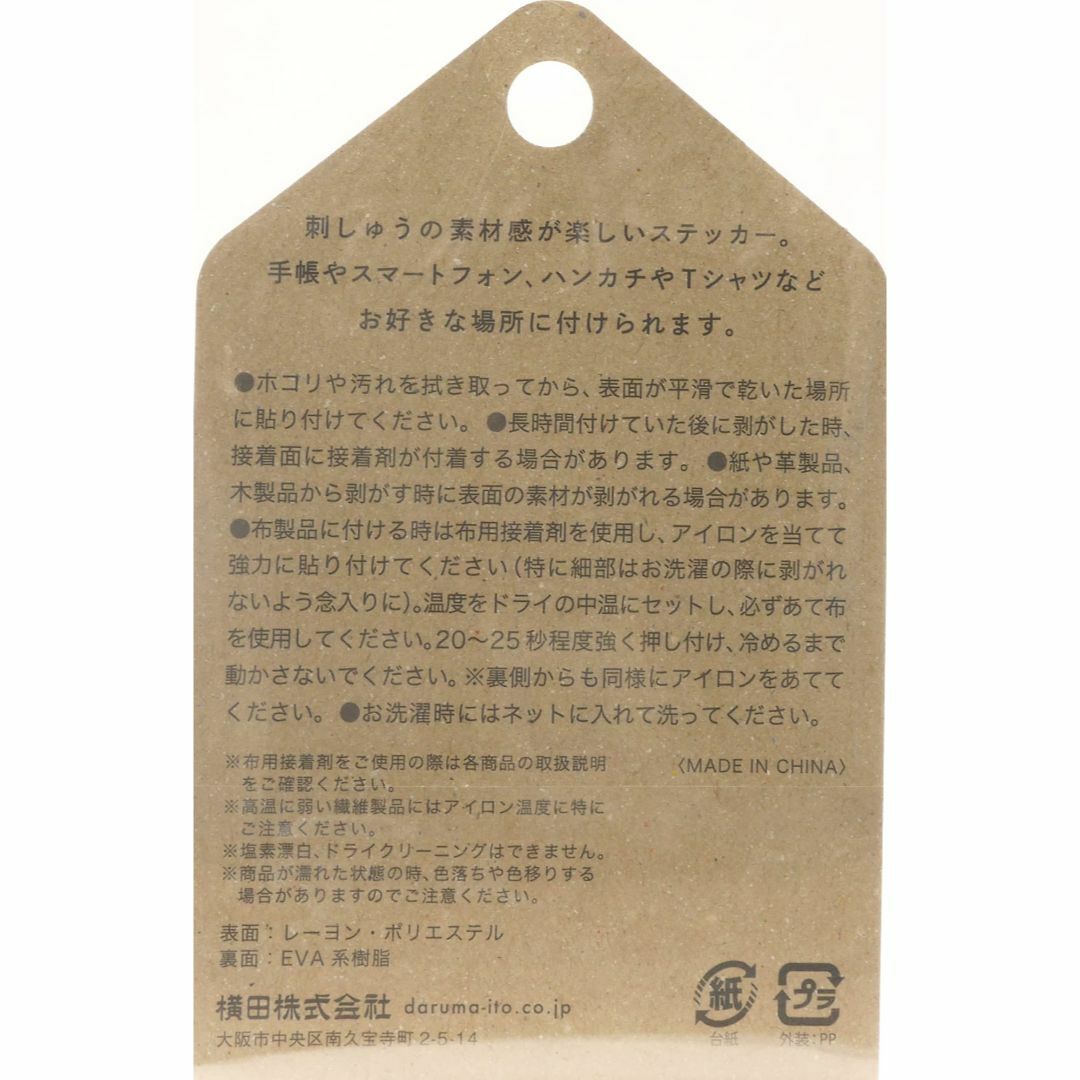 刺しゅうの素材感が楽しいステッカー。
手帳やスマートフォン、ハンカチやTシャツなど
お好きな場所に付けられます。
●ホコリや汚れを拭き取ってから、表面が平滑で乾いた場所
に貼り付けてください。 ●長時間付けていた後に剥がした時、
接着面に接着剤が付着する場合があります。 ●紙や革製品、
木製品から剥がす時に表面の素材が剥がれる場合があります。
●布製品に付ける時は布用接着剤を使用し、アイロンを当てて
強力に貼り付けてください（特に細部はお洗濯の際に剥がれ
ないよう念入りに）。温度をドライの中温にセットし、必ずあて布
を使用してください。20〜25秒程度強く押し付け、冷めるまで
動かさないでください。※裏側からも同様にアイロンをあてて
ください。 ●お洗濯時にはネットに入れて洗ってください。
※布用接着剤をご使用の際は各商品の取扱説明
をご確認ください。
〈MADE IN CHINA〉
※高温に弱い繊維製品にはアイロン温度に特に
ご注意ください。
※塩素漂白、ドライクリーニングはできません。
※商品が濡れた状態の時、色落ちや色移りする
場合がありますのでご注意ください。
表面：レーヨン・ポリエステル
裏面：EVA系樹脂
横田株式会社 daruma-ito.co.jp
大阪市中央区南久宝寺町2-5-14
紙
台紙
プラ
外装：PP